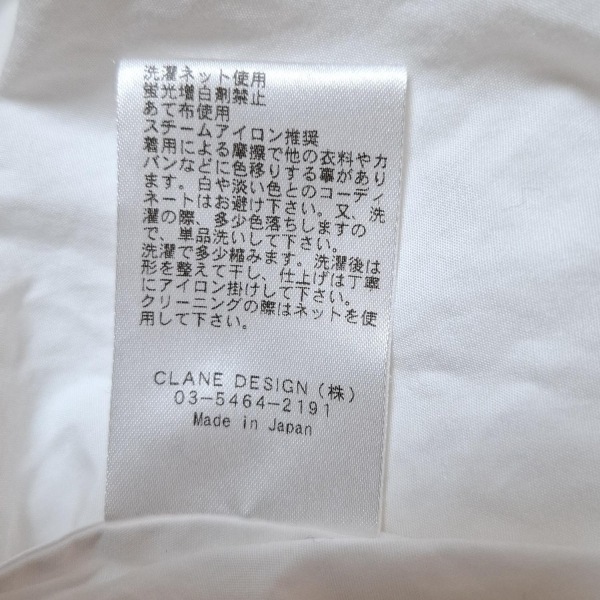 洗濯ネット使用
蛍光増白剤禁止
あて布使用
スチームアイロン推奨
着用による摩擦で他の衣料やカ
バンなどに色移りする事があり
ます。白や淡い色とのコーディ
ネートはお避け下さい。又、洗
濯の際、多少色落ちしますの
で、単品洗いして下さい。
洗濯で多少縮みます。洗濯後は
形を整えて干し、仕上げは丁寧
にアイロン掛けして下さい。
クリーニングの際はネットを使
用して下さい。
CLANE DESIGN (株)
03-5464-2191
Made in Japan